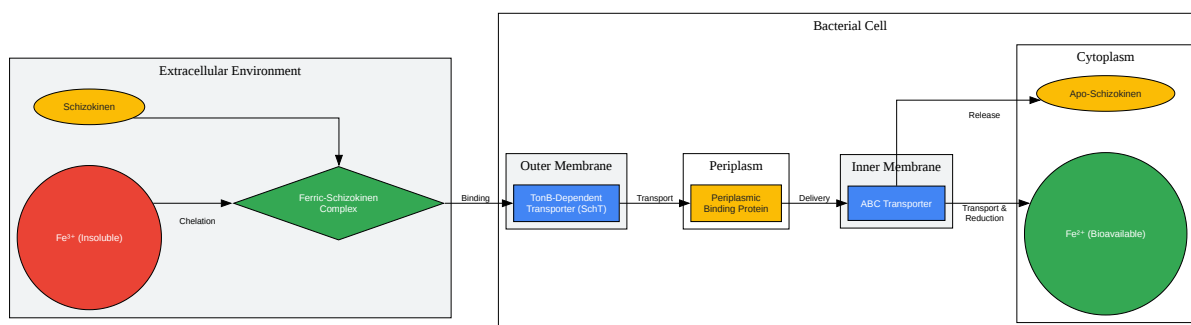 Bacterial Cell
Extracellular Environment
Cytoplasm
Schizokinen
Apo-Schizokinen
Release
Outer Membrane
Periplasm
Inner Membrane
Ferric-Schizokinen
Complex
Binding
TonB-Dependent
Transporter (SchT)
Transport
Periplasmic
Binding Protein
Delivery
ABC Transporter
Transport &
Reduction
Chelation
Fe³⁺ (Insoluble)
Fe²⁺ (Bioavailable)